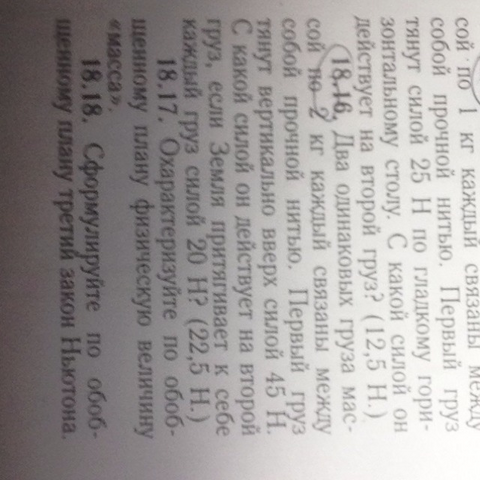 сой по 1 кг каждый связаны между
собой прочной нитью. Первый груз
тянут силой 25 Н по гладкому гори-
зонтальному столу. С какой силой он
действует на второй груз? (12,5 Н.)
18.16. Два одинаковых груза мас-
сой по 2 кг каждый связаны между
собой прочной нитью. Первый груз
тянут вертикально вверх силой 45 Н.
С какой силой он действует на второй
груз, если Земля притягивает к себе
каждый груз силой 20 Н? (22,5 Н.)
18.17. Охарактеризуйте по обоб-
щенному плану физическую величину
«масса».
18.18. Сформулируйте по обоб-
щенному плану третий закон Ньютона.